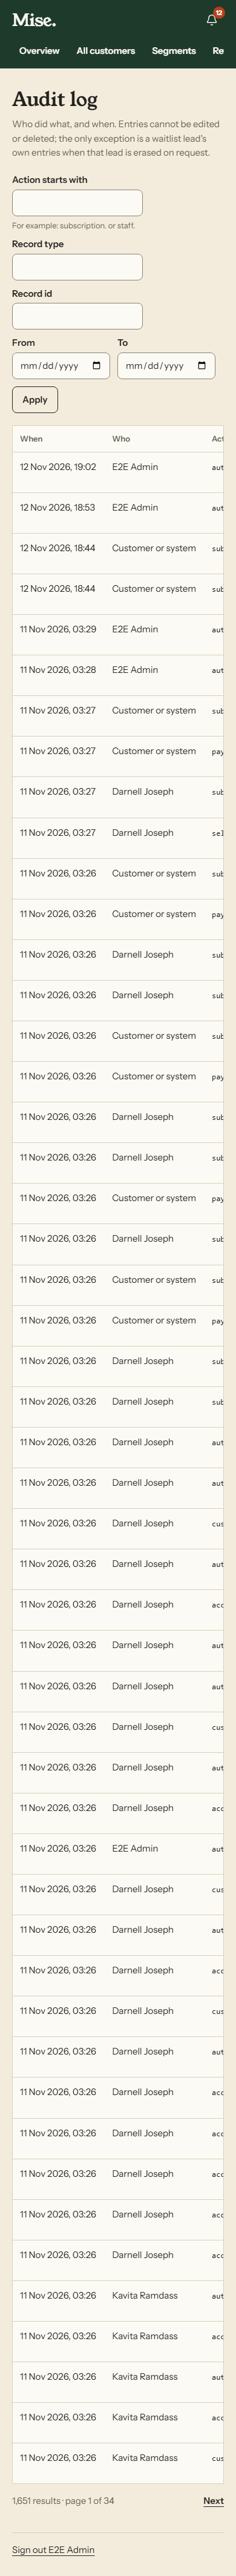 Mise.
12
Overview All customers Segments Re
Audit log
Who did what, and when. Entries cannot be edited
or deleted; the only exception is a waitlist lead's
own entries when that lead is erased on request.
Action starts with
For example: subscription. or staff.
Record type
Record id
From To
mm/dd/yyyy mm/dd/yyyy
Apply
When Who Act
12 Nov 2026, 19:02 E2E Admin aut
12 Nov 2026, 18:53 E2E Admin aut
12 Nov 2026, 18:44 Customer or system sub
12 Nov 2026, 18:44 Customer or system sub
11 Nov 2026, 03:29 E2E Admin aut
11 Nov 2026, 03:28 E2E Admin aut
11 Nov 2026, 03:27 Customer or system sub
11 Nov 2026, 03:27 Customer or system pay
11 Nov 2026, 03:27 Darnell Joseph sub
11 Nov 2026, 03:27 Darnell Joseph sel
11 Nov 2026, 03:26 Customer or system sub
11 Nov 2026, 03:26 Customer or system pay
11 Nov 2026, 03:26 Darnell Joseph sub
11 Nov 2026, 03:26 Darnell Joseph sub
11 Nov 2026, 03:26 Customer or system sub
11 Nov 2026, 03:26 Customer or system pay
11 Nov 2026, 03:26 Darnell Joseph sub
11 Nov 2026, 03:26 Darnell Joseph sub
11 Nov 2026, 03:26 Customer or system pay
11 Nov 2026, 03:26 Darnell Joseph sub
11 Nov 2026, 03:26 Customer or system sub
11 Nov 2026, 03:26 Customer or system pay
11 Nov 2026, 03:26 Darnell Joseph sub
11 Nov 2026, 03:26 Darnell Joseph sub
11 Nov 2026, 03:26 Darnell Joseph aut
11 Nov 2026, 03:26 Darnell Joseph aut
11 Nov 2026, 03:26 Darnell Joseph cus
11 Nov 2026, 03:26 Darnell Joseph aut
11 Nov 2026, 03:26 Darnell Joseph acc
11 Nov 2026, 03:26 Darnell Joseph aut
11 Nov 2026, 03:26 Darnell Joseph aut
11 Nov 2026, 03:26 Darnell Joseph cus
11 Nov 2026, 03:26 Darnell Joseph aut
11 Nov 2026, 03:26 Darnell Joseph acc
11 Nov 2026, 03:26 E2E Admin aut
11 Nov 2026, 03:26 Darnell Joseph cus
11 Nov 2026, 03:26 Darnell Joseph aut
11 Nov 2026, 03:26 Darnell Joseph acc
11 Nov 2026, 03:26 Darnell Joseph cus
11 Nov 2026, 03:26 Darnell Joseph aut
11 Nov 2026, 03:26 Darnell Joseph acc
11 Nov 2026, 03:26 Darnell Joseph acc
11 Nov 2026, 03:26 Darnell Joseph acc
11 Nov 2026, 03:26 Darnell Joseph acc
11 Nov 2026, 03:26 Darnell Joseph acc
11 Nov 2026, 03:26 Kavita Ramdass aut
11 Nov 2026, 03:26 Kavita Ramdass acc
11 Nov 2026, 03:26 Kavita Ramdass aut
11 Nov 2026, 03:26 Kavita Ramdass acc
11 Nov 2026, 03:26 Kavita Ramdass cus
1,651 results · page 1 of 34 Next
Sign out E2E Admin